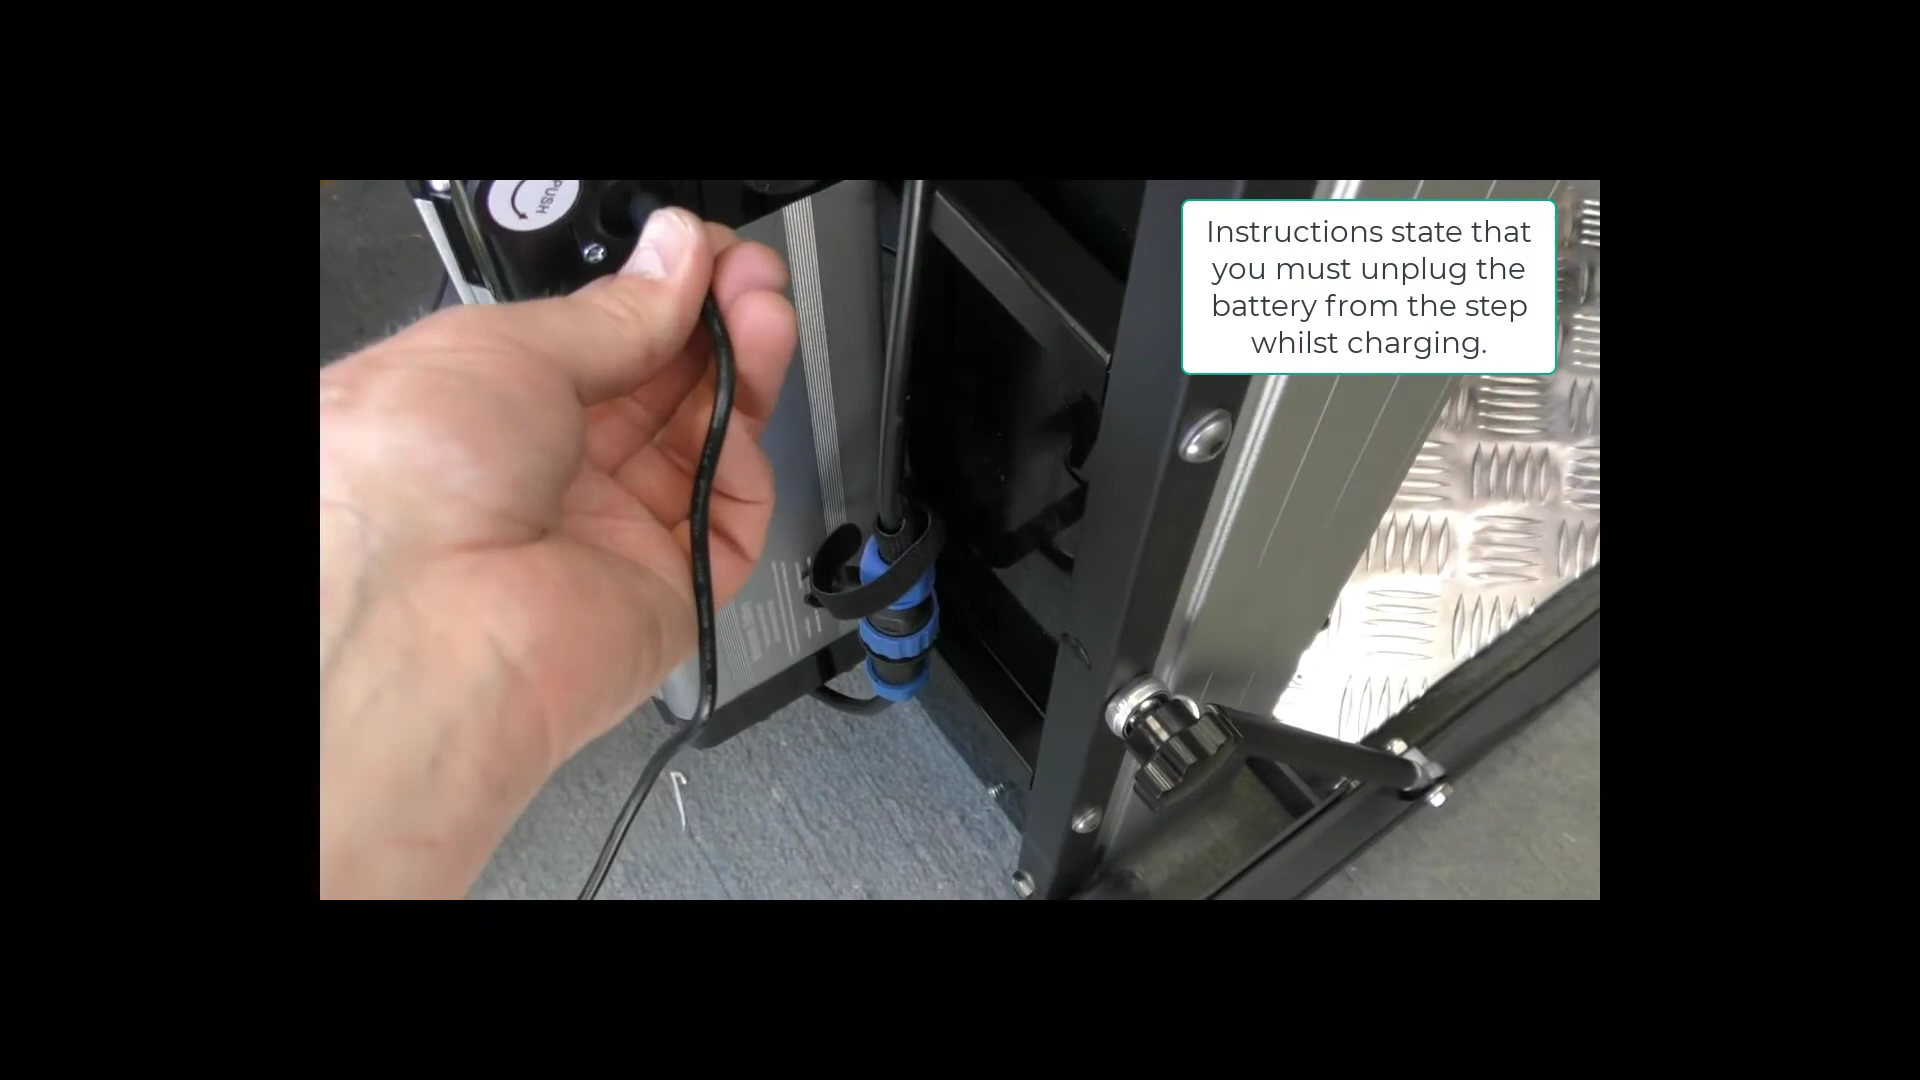 PUSH
Instructions state that
you must unplug the
battery from the step
whilst charging.